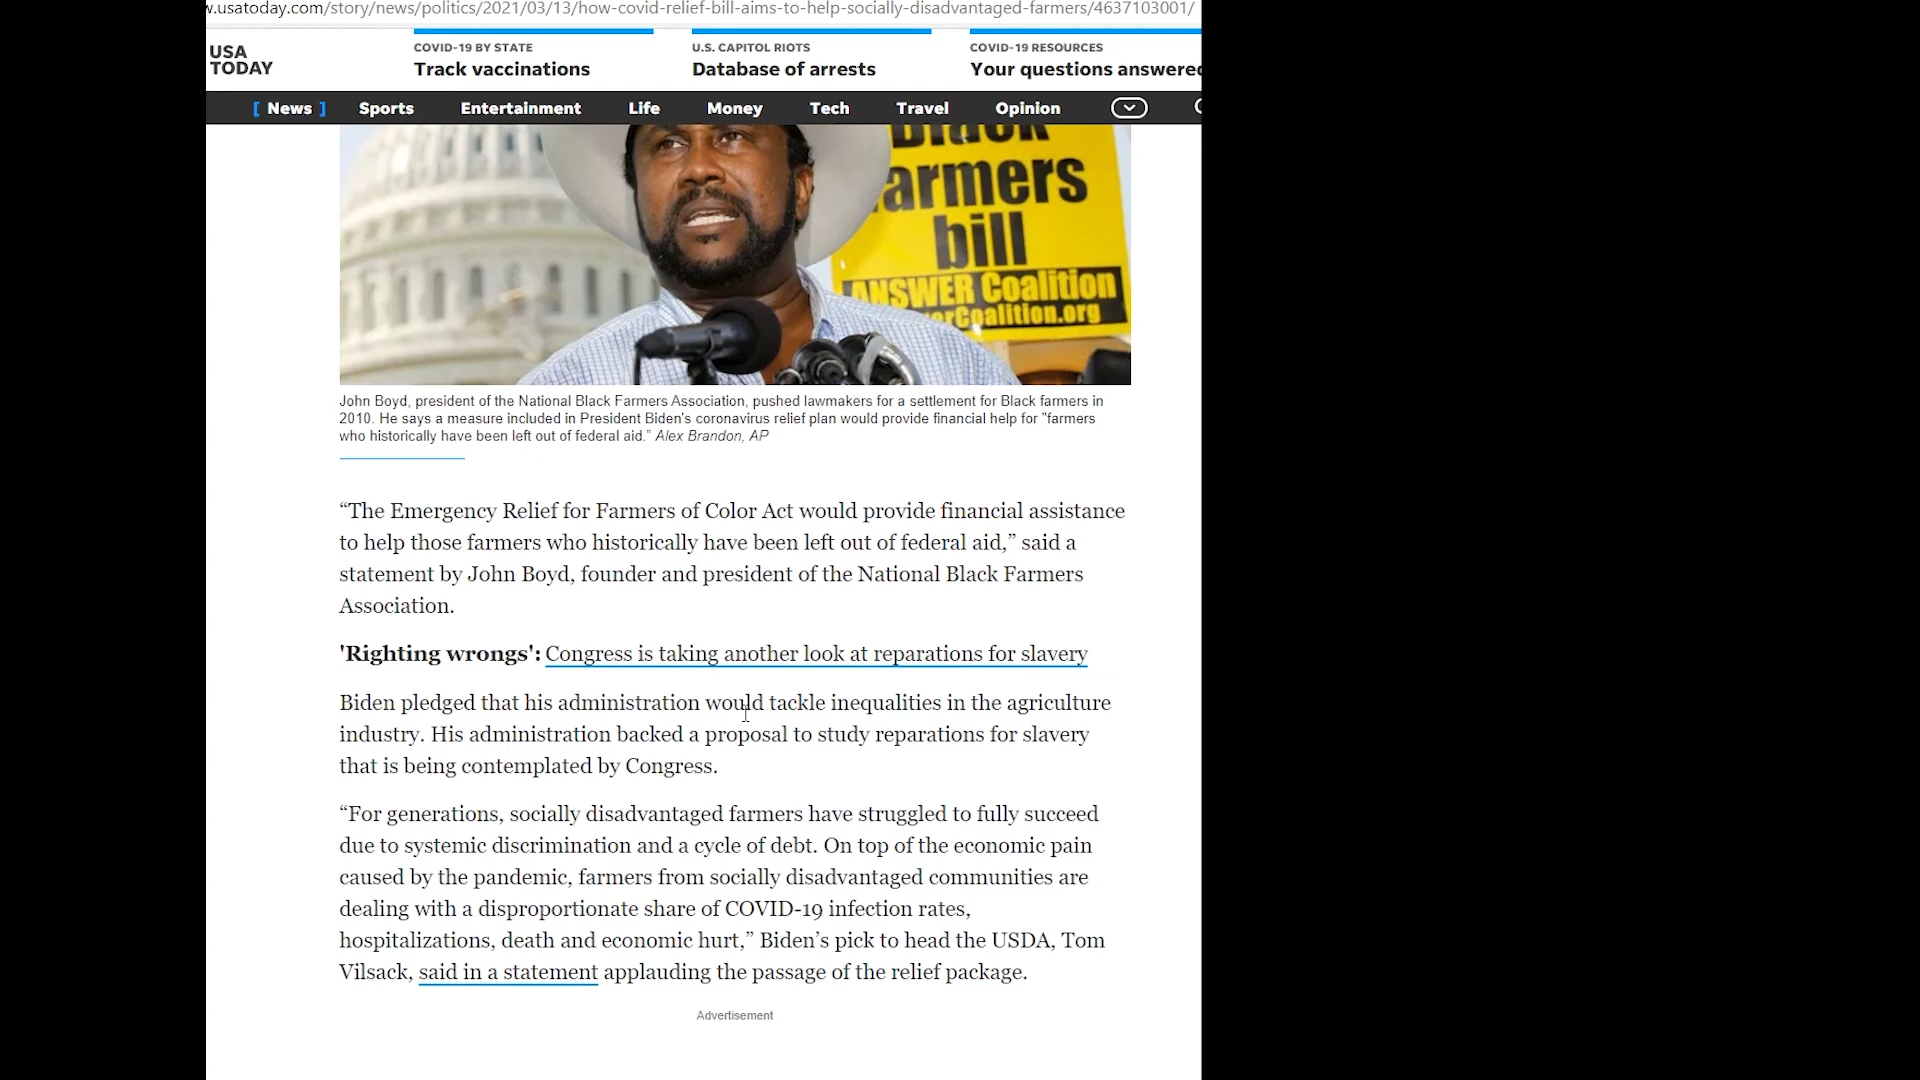 w.usatoday.com/story/news/politics/2021/03/13/how-covid-relief-bill-aims-to-help-socially-disadvantaged-farmers/4637103001/
USA
TODAY
COVID-19 BY STATE
Track vaccinations
U.S. CAPITOL RIOTS
Database of arrests
COVID-19 RESOURCES
Your questions answered
[ News ] Sports Entertainment Life Money Tech Travel Opinion
Black
armers
bill
ANSWER Coalition
erCoalition.org
John Boyd, president of the National Black Farmers Association, pushed lawmakers for a settlement for Black farmers in
2010. He says a measure included in President Biden's coronavirus relief plan would provide financial help for "farmers
who historically have been left out of federal aid.” Alex Brandon, AP
“The Emergency Relief for Farmers of Color Act would provide financial assistance
to help those farmers who historically have been left out of federal aid,” said a
statement by John Boyd, founder and president of the National Black Farmers
Association.
'Righting wrongs': Congress is taking another look at reparations for slavery
Biden pledged that his administration would tackle inequalities in the agriculture
industry. His administration backed a proposal to study reparations for slavery
that is being contemplated by Congress.
“For generations, socially disadvantaged farmers have struggled to fully succeed
due to systemic discrimination and a cycle of debt. On top of the economic pain
caused by the pandemic, farmers from socially disadvantaged communities are
dealing with a disproportionate share of COVID-19 infection rates,
hospitalizations, death and economic hurt,” Biden’s pick to head the USDA, Tom
Vilsack, said in a statement applauding the passage of the relief package.
Advertisement